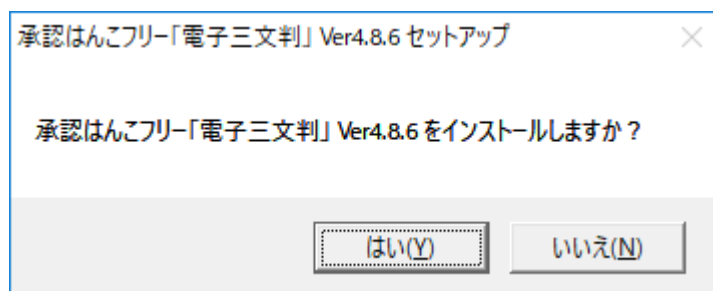 承認はんこフリー「電子三文判」 Ver4.8.6 セットアップ
承認はんこフリー「電子三文判」 Ver4.8.6 をインストールしますか？
はい(Y)
いいえ(N)